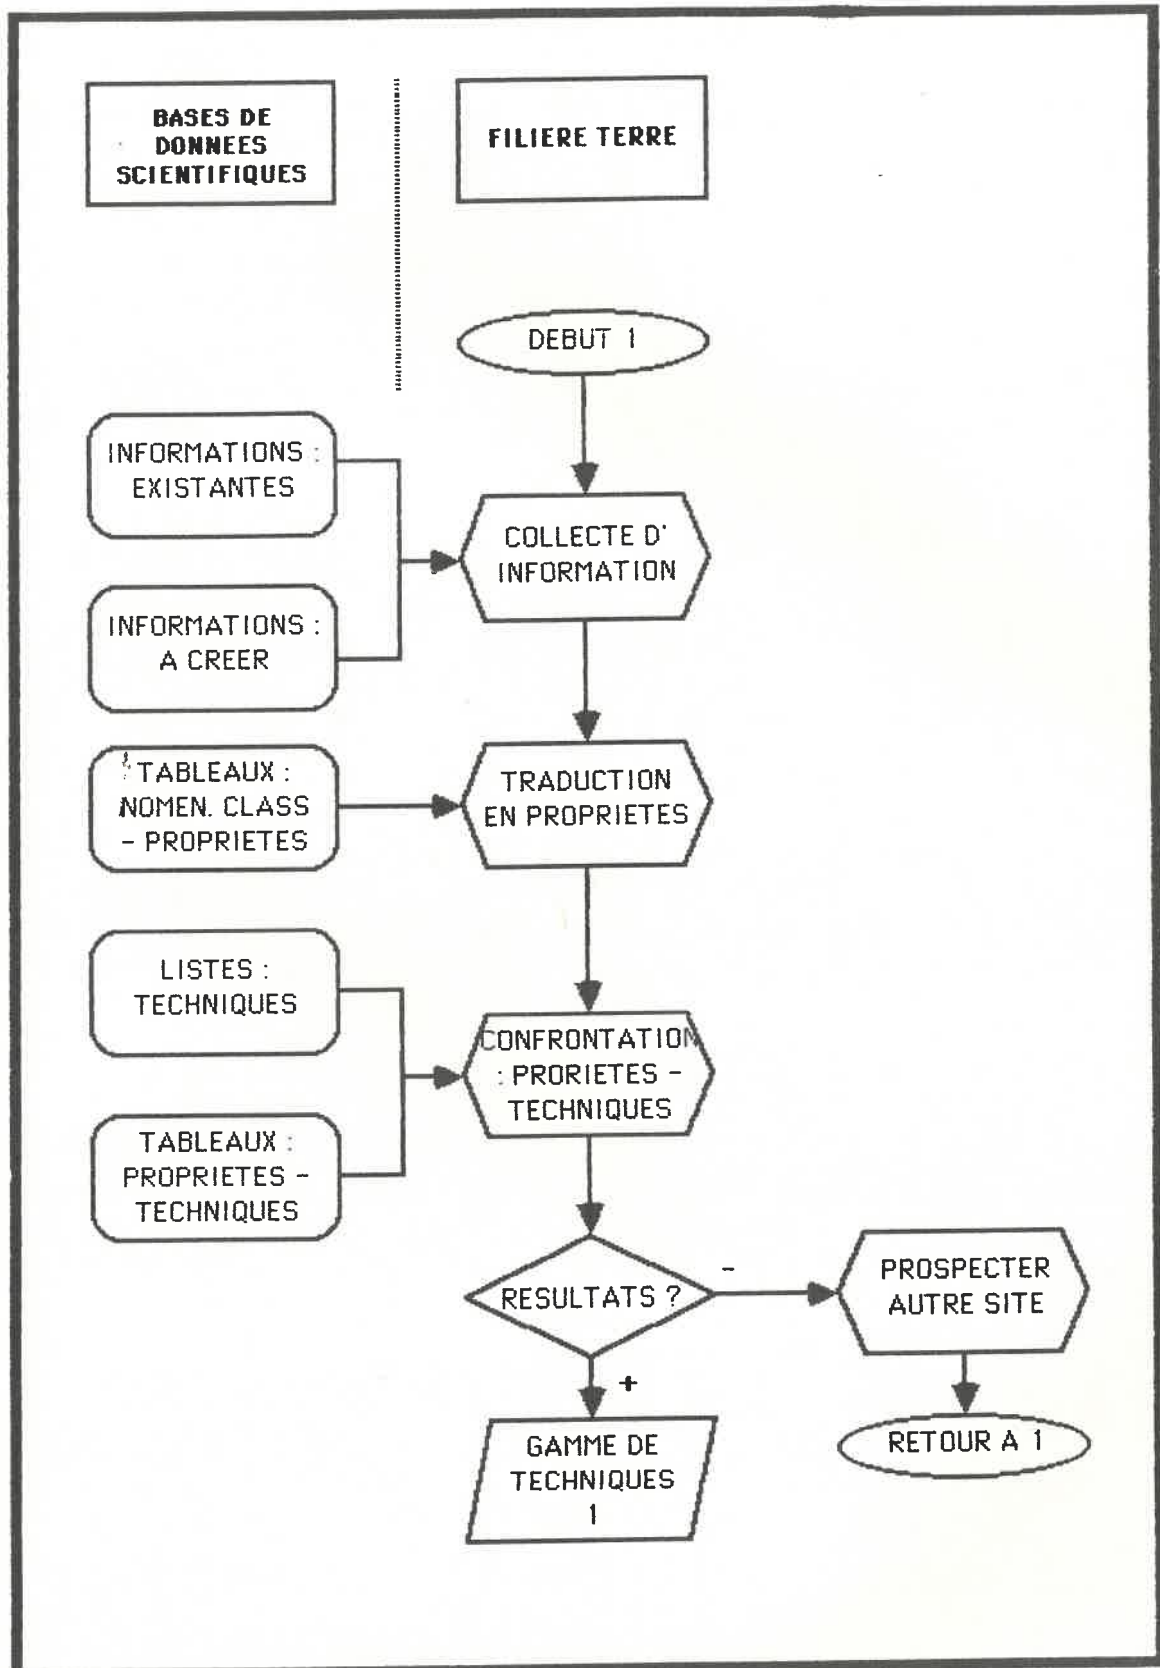 BASES DE
DONNEES
SCIENTIFIQUES
FILIERE TERRE
DEBUT 1
INFORMATIONS :
EXISTANTES
COLLECTE D'
INFORMATION
INFORMATIONS :
A CREER
TABLEAUX :
NOMEN. CLASS
- PROPRIETES
TRADUCTION
EN PROPRIETES
LISTES :
TECHNIQUES
CONFRONTATION
: PRORIETES -
TECHNIQUES
TABLEAUX :
PROPRIETES -
TECHNIQUES
RESULTATS ?
-
PROSPECTER
AUTRE SITE
+
GAMME DE
TECHNIQUES
1
RETOUR A 1